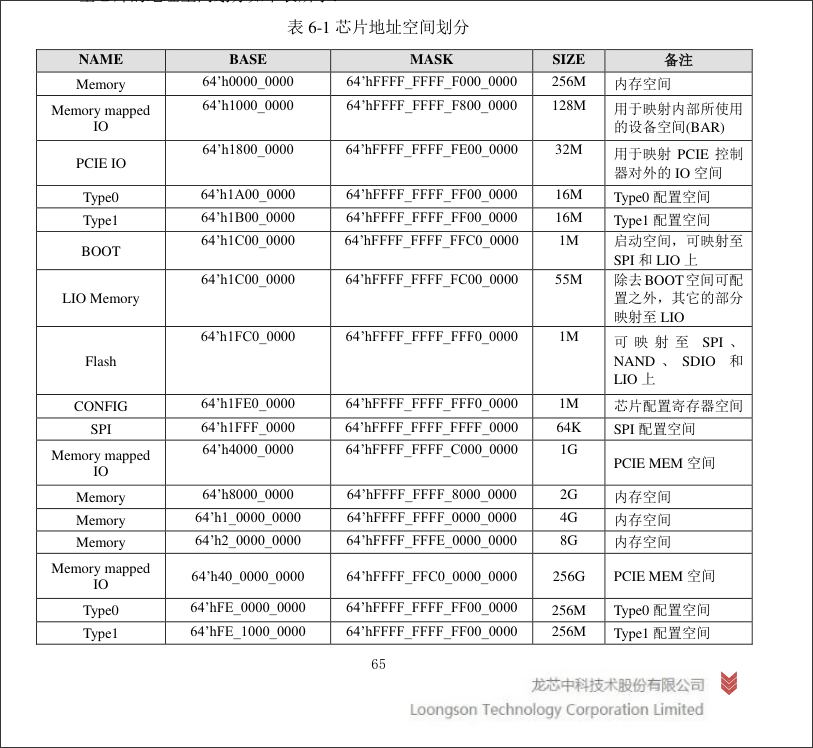 表 6-1 芯片地址空间划分
NAME BASE MASK SIZE 备注
Memory 64’h0000_0000 64’hFFFF_FFFF_F000_0000 256M 内存空间
Memory mapped IO 64’h1000_0000 64’hFFFF_FFFF_F800_0000 128M 用于映射内部所使用
的设备空间(BAR)
PCIE IO 64’h1800_0000 64’hFFFF_FFFF_FE00_0000 32M 用于映射 PCIE 控制
器对外的 IO 空间
Type0 64’h1A00_0000 64’hFFFF_FFFF_FF00_0000 16M Type0 配置空间
Type1 64’h1B00_0000 64’hFFFF_FFFF_FF00_0000 16M Type1 配置空间
BOOT 64’h1C00_0000 64’hFFFF_FFFF_FFC0_0000 1M 启动空间，可映射至
SPI 和 LIO 上
LIO Memory 64’h1C00_0000 64’hFFFF_FFFF_FC00_0000 55M 除去 BOOT 空间可配
置之外，其它的部分
映射至 LIO
Flash 64’h1FC0_0000 64’hFFFF_FFFF_FFF0_0000 1M 可映射至 SPI、
NAND、SDIO 和
LIO 上
CONFIG 64’h1FE0_0000 64’hFFFF_FFFF_FFF0_0000 1M 芯片配置寄存器空间
SPI 64’h1FFF_0000 64’hFFFF_FFFF_FFFF_0000 64K SPI 配置空间
Memory mapped IO 64’h4000_0000 64’hFFFF_FFFF_C000_0000 1G PCIE MEM 空间
Memory 64’h8000_0000 64’hFFFF_FFFF_8000_0000 2G 内存空间
Memory 64’h1_0000_0000 64’hFFFF_FFFF_0000_0000 4G 内存空间
Memory 64’h2_0000_0000 64’hFFFF_FFFE_0000_0000 8G 内存空间
Memory mapped IO 64’h40_0000_0000 64’hFFFF_FFC0_0000_0000 256G PCIE MEM 空间
Type0 64’hFE_0000_0000 64’hFFFF_FFFF_FF00_0000 256M Type0 配置空间
Type1 64’hFE_1000_0000 64’hFFFF_FFFF_FF00_0000 256M Type1 配置空间
65
龙芯中科技术股份有限公司
Loongson Technology Corporation Limited